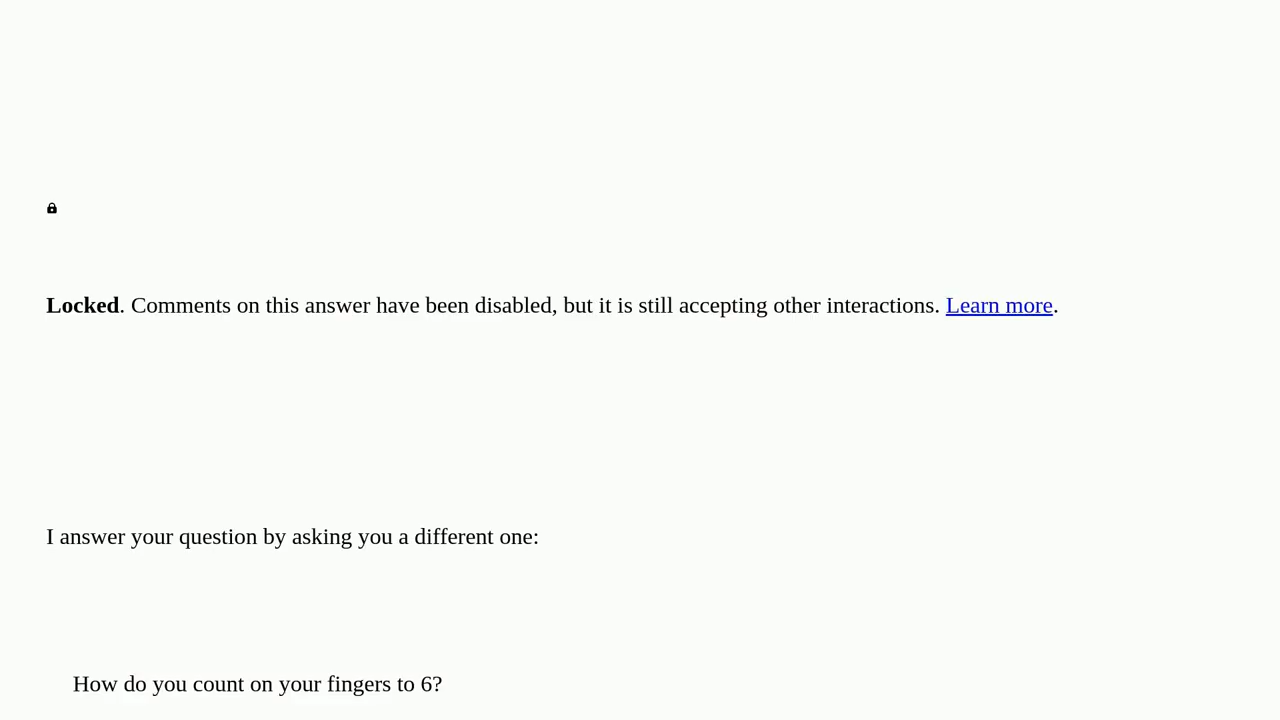 Locked. Comments on this answer have been disabled, but it is still accepting other interactions. Learn more.
I answer your question by asking you a different one:
How do you count on your fingers to 6?